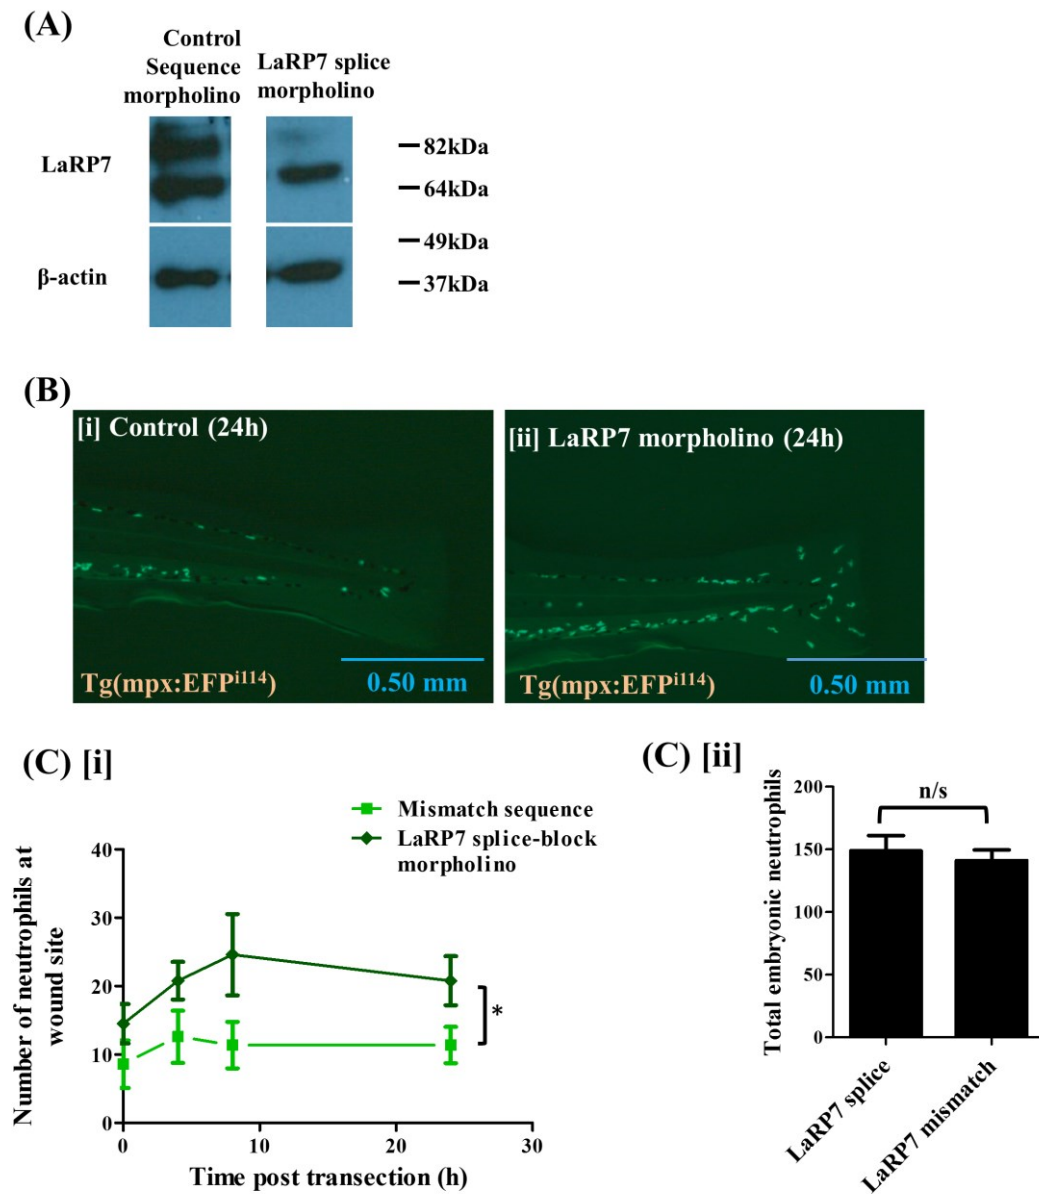 (A)
Control
Sequence
morpholino
LaRP7 splice
morpholino
LaRP7
82kDa
64kDa
49kDa
β-actin
37kDa
(B)
[i] Control (24h)
[ii] LaRP7 morpholino (24h)
Tg(mpx:EFPi114)
0.50 mm
Tg(mpx:EFPi114)
0.50 mm
(C) [i]
Mismatch sequence
LaRP7 splice-block
morpholino
Number of neutrophils at
wound site
40
30
20
10
0
*
0
10
20
30
Time post transection (h)
(C) [ii]
n/s
Total embryonic neutrophils
200
150
100
50
0
LaRP7 splice
LaRP7 mismatch